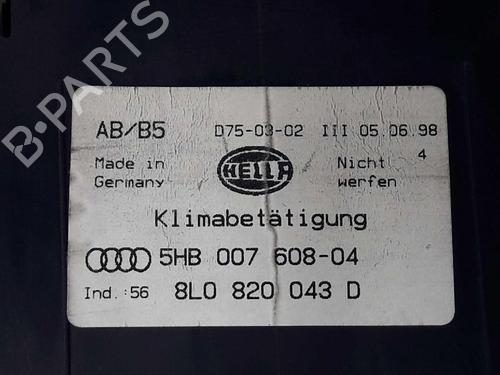 AB/B5 D75-03-02 III 05.06.98
Made in Germany
HELLA
Nicht werfen
4
Klimabetätigung
5HB 007 608-04
Ind.:56 8L0 820 043 D
B-PARTS